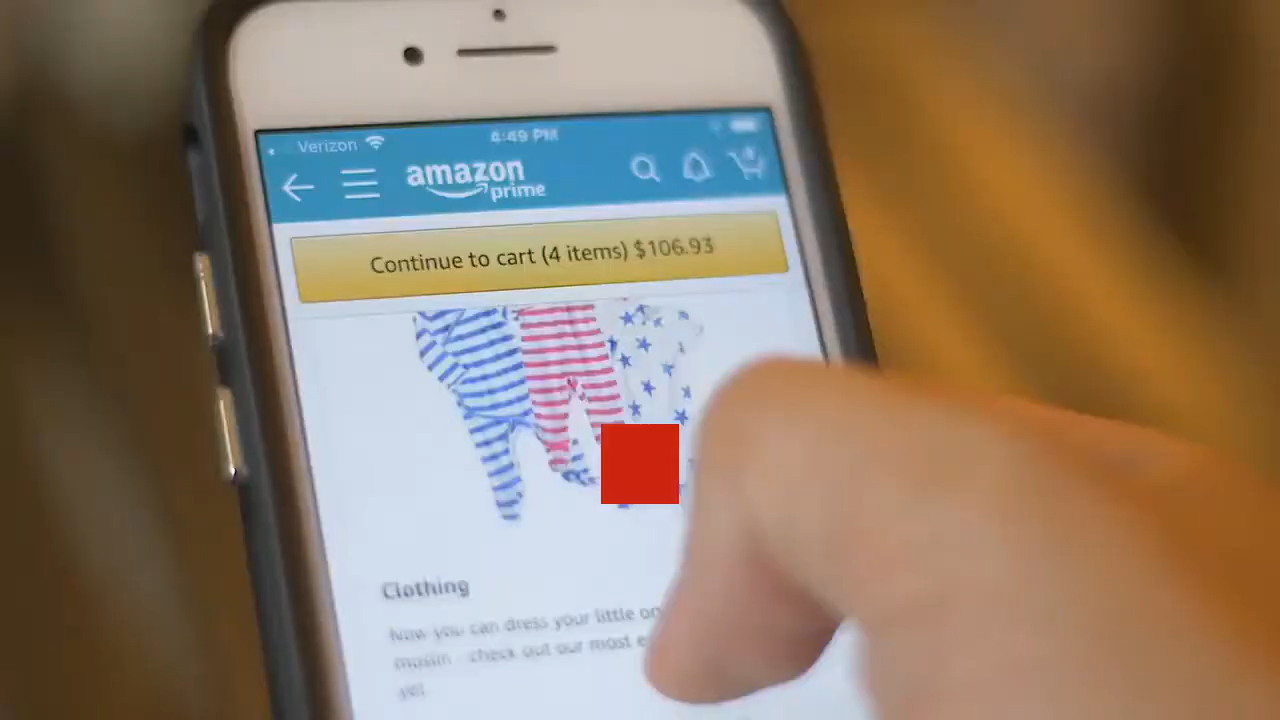 Verizon 4:49 PM
amazon
prime
Continue to cart (4 items) $106.93
Clothing
Now you can dress your little
muslin - check out our most
yet.